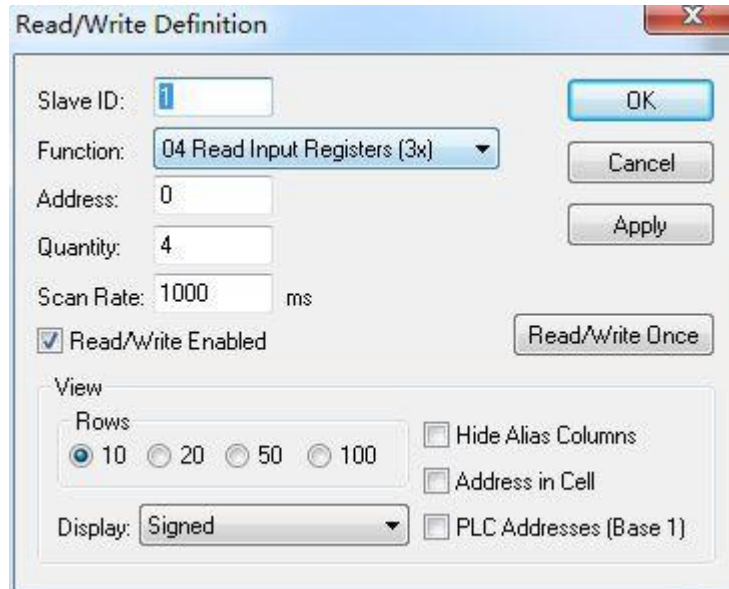 Read/Write Definition
Slave ID: 1
OK
Function: 04 Read Input Registers (3x)
Cancel
Address: 0
Apply
Quantity: 4
Scan Rate: 1000 ms
Read/Write Enabled
Read/Write Once
View
Rows
10 20 50 100
Hide Alias Columns
Address in Cell
Display: Signed
PLC Addresses (Base 1)